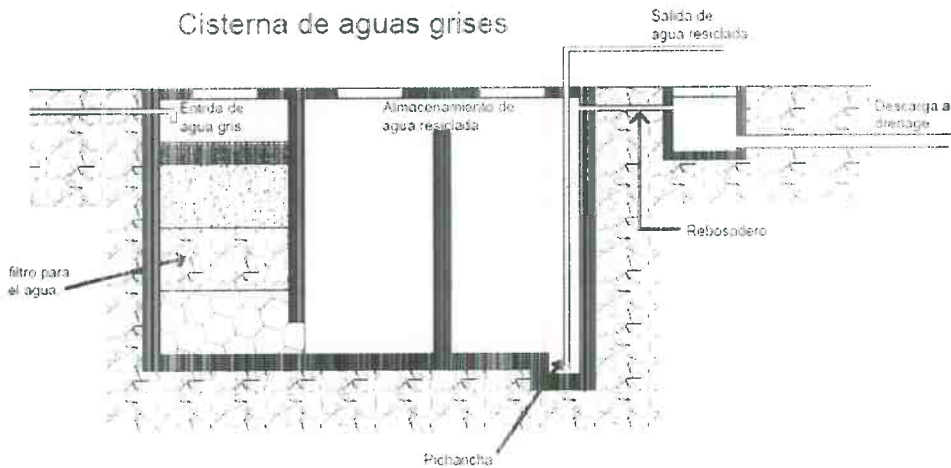 Cisterna de aguas grises
Salida de
agua resiclada
Entrda de
agua gris
Almacenamiento de
agua resiclada
Descarga a
drenage
Rebosadero
filtro para
el agua
Pichancha